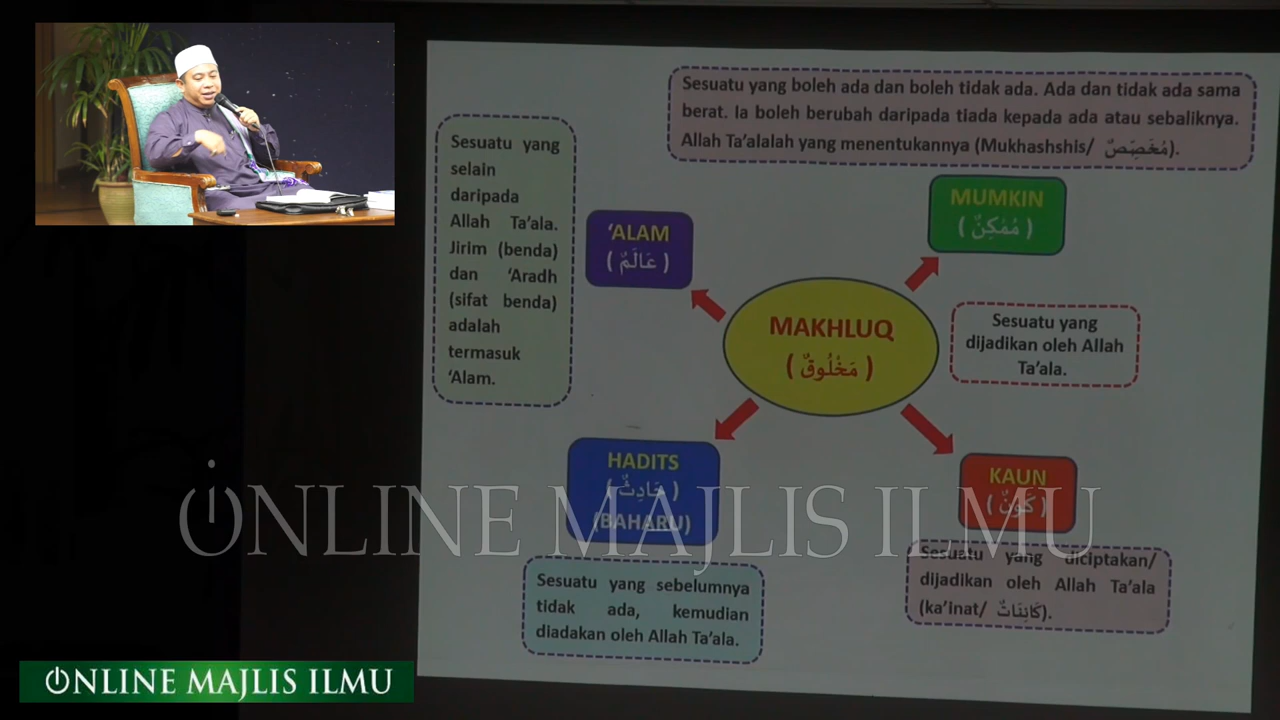 Sesuatu yang boleh ada dan boleh tidak ada. Ada dan tidak ada sama
berat. Ia boleh berubah daripada tiada kepada ada atau sebaliknya.
Allah Ta'alalah yang menentukannya (Mukhashshis/ مُخَصِّصٌ).
Sesuatu yang
selain
daripada
Allah Ta'ala.
Jirim (benda)
dan 'Aradh
(sifat benda)
adalah
termasuk
'Alam.
'ALAM
( عَالَمٌ )
MUMKIN
( مُمْكِنٌ )
MAKHLUQ
( مَخْلُوقٌ )
Sesuatu yang
dijadikan oleh Allah
Ta'ala.
HADITS
( حَادِثٌ )
(BAHARU)
KAUN
( كَوْنٌ )
ONLINE MAJLIS ILMU
Sesuatu yang diciptakan/
dijadikan oleh Allah Ta'ala
(ka'inat/ كَائِنَاتٌ).
Sesuatu yang sebelumnya
tidak ada, kemudian
diadakan oleh Allah Ta'ala.
ONLINE MAJLIS ILMU